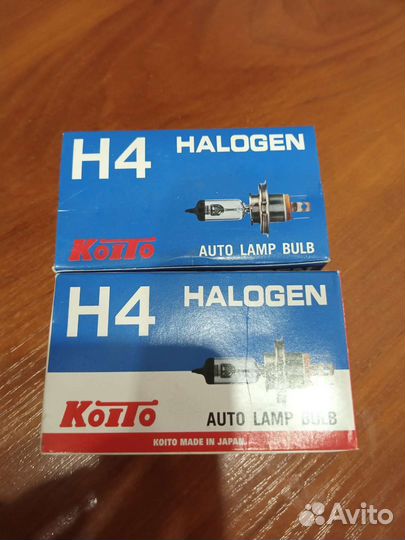 H4 HALOGEN
KOITO AUTO LAMP BULB
H4 HALOGEN
KOITO AUTO LAMP BULB
KOITO MADE IN JAPAN.
Avito